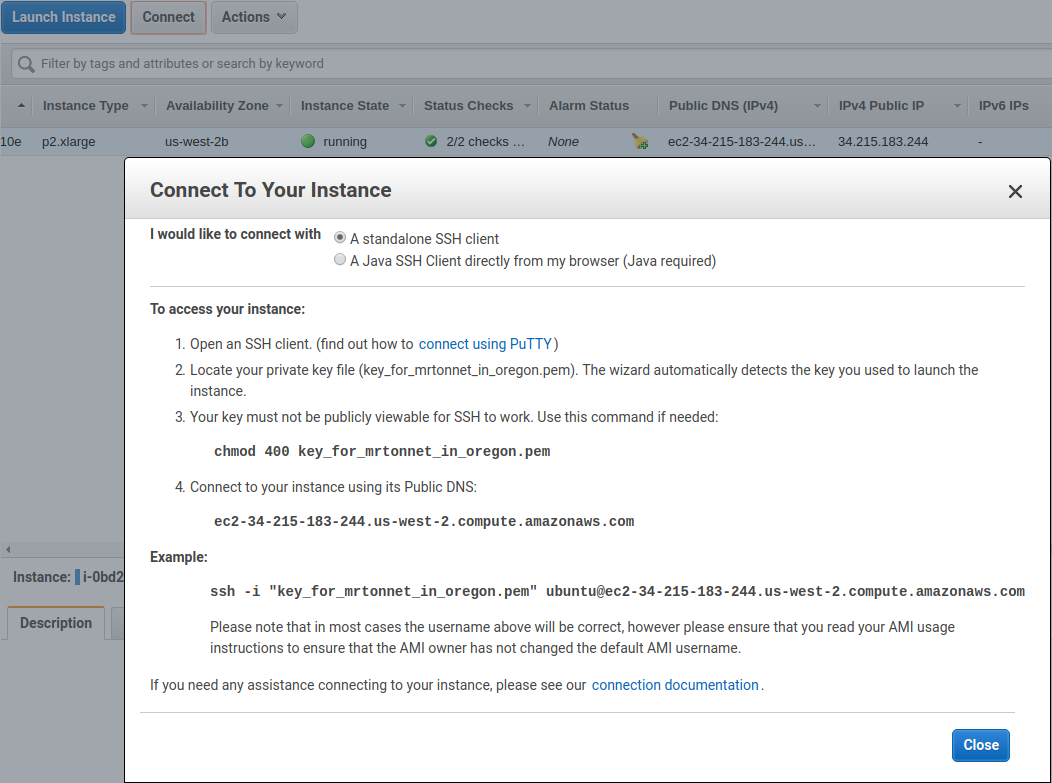 Launch Instance Connect Actions
Filter by tags and attributes or search by keyword
Instance Type Availability Zone Instance State Status Checks Alarm Status Public DNS (IPv4) IPv4 Public IP IPv6 IPs
10e p2.xlarge us-west-2b running 2/2 checks ... None ec2-34-215-183-244.us... 34.215.183.244 -
Connect To Your Instance
I would like to connect with A standalone SSH client
A Java SSH Client directly from my browser (Java required)
To access your instance:
1. Open an SSH client. (find out how to connect using PuTTY)
2. Locate your private key file (key_for_mrtonnet_in_oregon.pem). The wizard automatically detects the key you used to launch the
instance.
3. Your key must not be publicly viewable for SSH to work. Use this command if needed:
chmod 400 key_for_mrtonnet_in_oregon.pem
4. Connect to your instance using its Public DNS:
ec2-34-215-183-244.us-west-2.compute.amazonaws.com
Example:
Instance: i-0bd2
ssh -i "key_for_mrtonnet_in_oregon.pem" ubuntu@ec2-34-215-183-244.us-west-2.compute.amazonaws.com
Description
Please note that in most cases the username above will be correct, however please ensure that you read your AMI usage
instructions to ensure that the AMI owner has not changed the default AMI username.
If you need any assistance connecting to your instance, please see our connection documentation.
Close